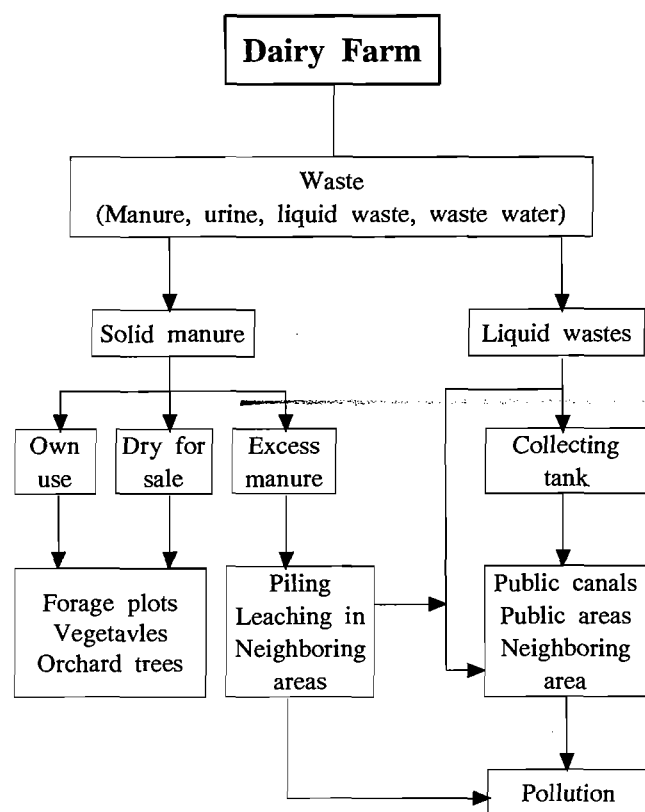 Dairy Farm
Waste
(Manure, urine, liquid waste, waste water)
Solid manure
Liquid wastes
Own
use
Dry for
sale
Excess
manure
Collecting
tank
Forage plots
Vegetavles
Orchard trees
Piling
Leaching in
Neighboring
areas
Public canals
Public areas
Neighboring
area
Pollution